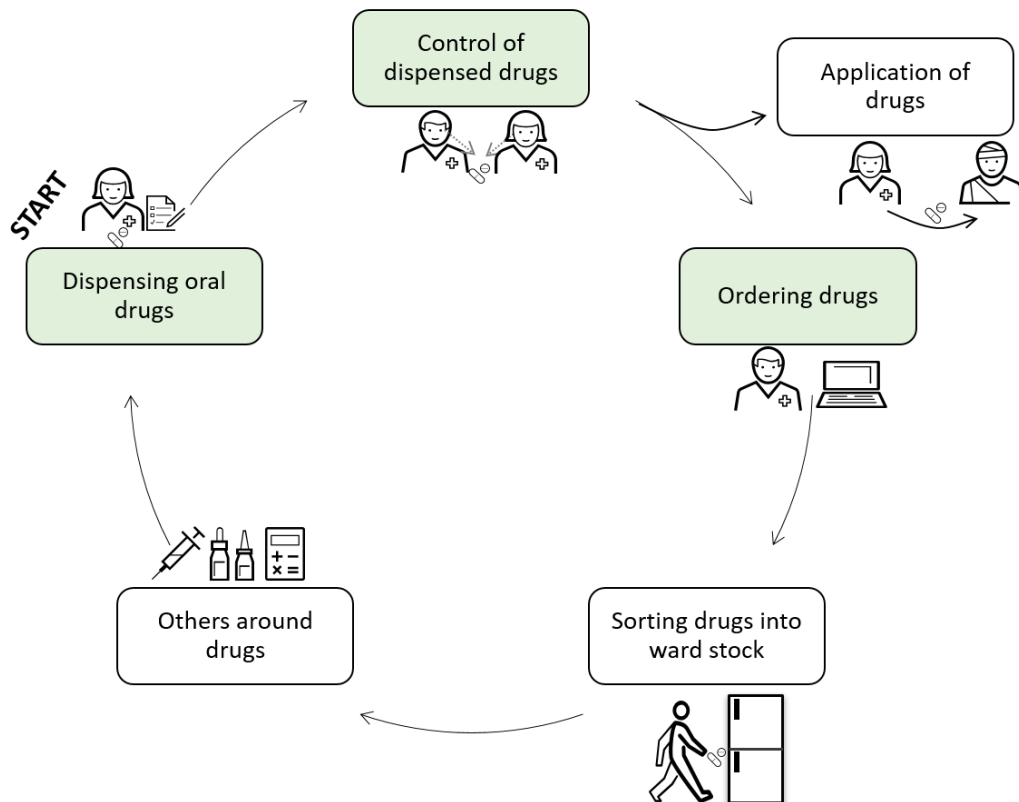 START
Dispensing oral
drugs
Control of
dispensed drugs
Application of
drugs
Ordering drugs
Sorting drugs into
ward stock
Others around
drugs